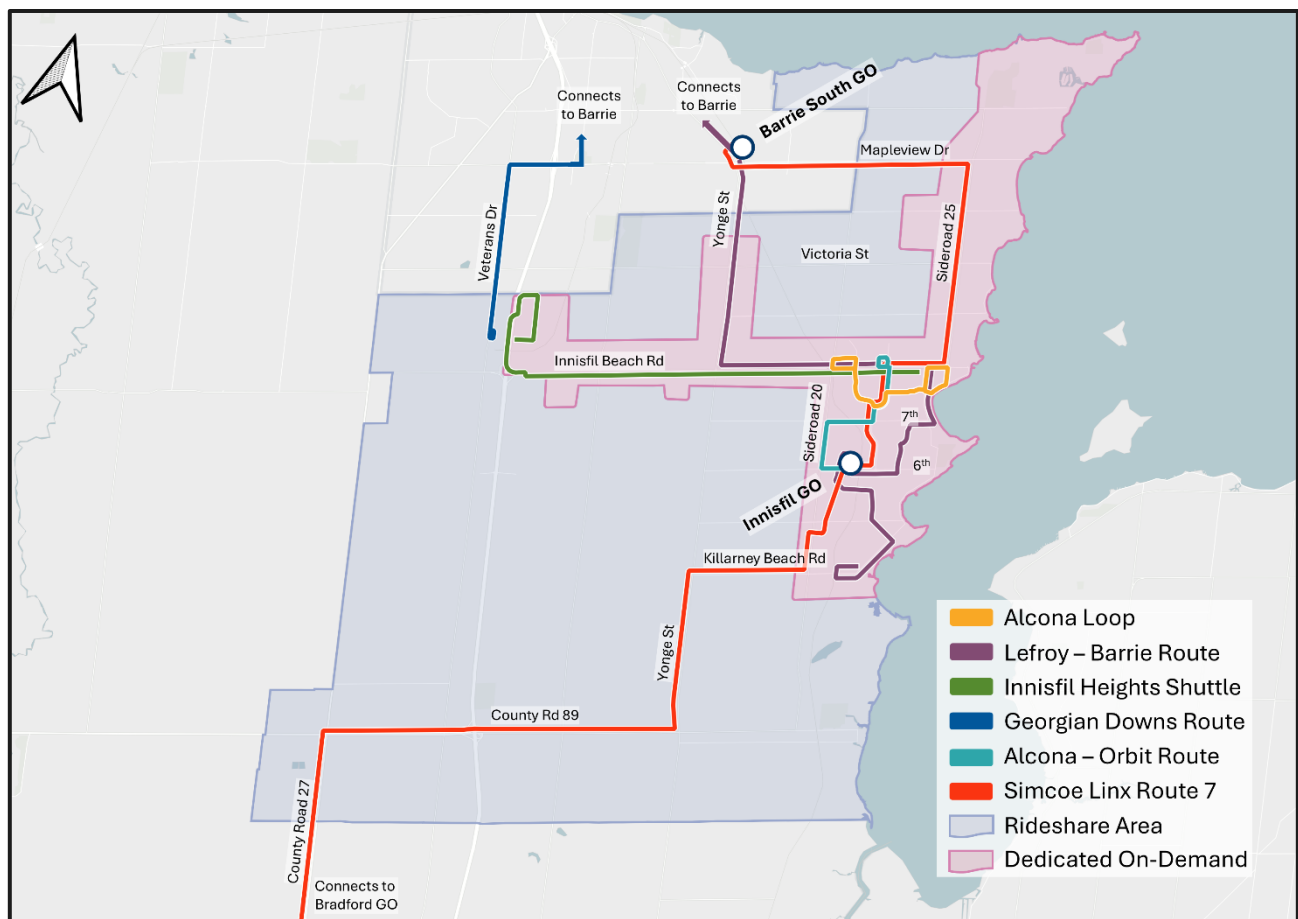 Connects
to Barrie
Connects
to Barrie
Barrie South GO
Mapleview Dr
Veterans Dr
Yonge St
Sideroad 25
Victoria St
Innisfil Beach Rd
Sideroad 20
7th
6th
Innisfil GO
Killarney Beach Rd
Yonge St
County Rd 89
County Road 27
Connects to
Bradford GO
Alcona Loop
Lefroy – Barrie Route
Innisfil Heights Shuttle
Georgian Downs Route
Alcona – Orbit Route
Simcoe Linx Route 7
Rideshare Area
Dedicated On-Demand